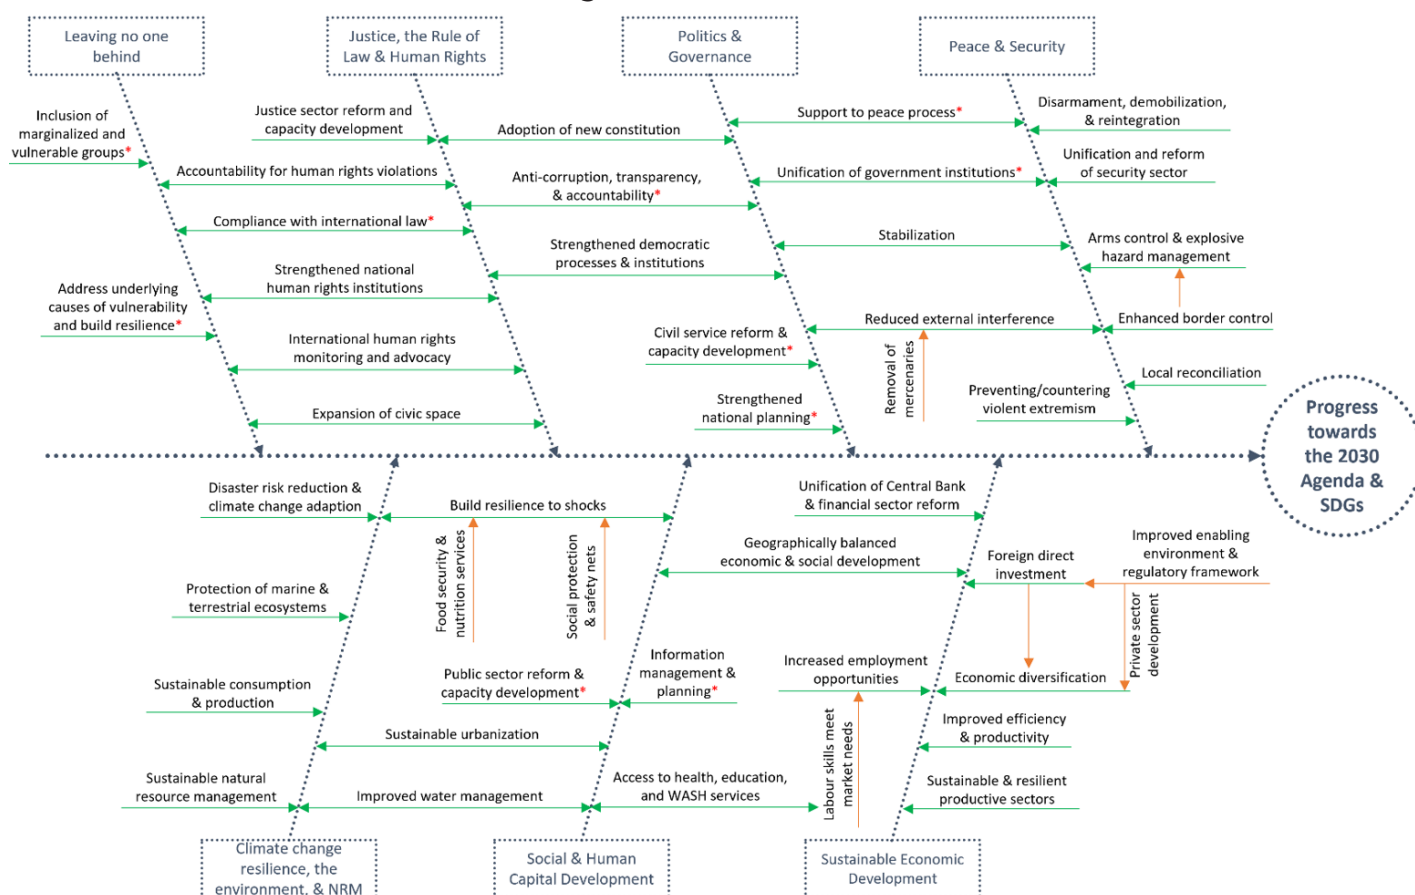 Leaving no one
behind
Justice, the Rule of
Law & Human Rights
Politics &
Governance
Peace & Security
Inclusion of
marginalized and
vulnerable groups*
Justice sector reform and
capacity development
Adoption of new constitution
Support to peace process*
Disarmament, demobilization,
& reintegration
Accountability for human rights violations
Anti-corruption, transparency,
& accountability*
Unification of government institutions*
Unification and reform
of security sector
Compliance with international law*
Strengthened democratic
processes & institutions
Stabilization
Arms control & explosive
hazard management
Address underlying
causes of vulnerability
and build resilience*
Strengthened national
human rights institutions
International human rights
monitoring and advocacy
Civil service reform &
capacity development*
Reduced external interference
Enhanced border control
Removal of
mercenaries
Local reconciliation
Expansion of civic space
Strengthened
national planning*
Preventing/countering
violent extremism
Progress
towards
the 2030
Agenda &
SDGs
Disaster risk reduction &
climate change adaption
Build resilience to shocks
Unification of Central Bank
& financial sector reform
Food security &
nutrition services
Social protection
& safety nets
Geographically balanced
economic & social development
Foreign direct
investment
Improved enabling
environment &
regulatory framework
Protection of marine &
terrestrial ecosystems
Private sector
development
Sustainable consumption
& production
Public sector reform &
capacity development*
Information
management &
planning*
Increased employment
opportunities
Economic diversification
Sustainable urbanization
Labour skills meet
market needs
Improved efficiency
& productivity
Sustainable natural
resource management
Improved water management
Access to health, education,
and WASH services
Sustainable & resilient
productive sectors
Climate change
resilience, the
environment, & NRM
Social & Human
Capital Development
Sustainable Economic
Development